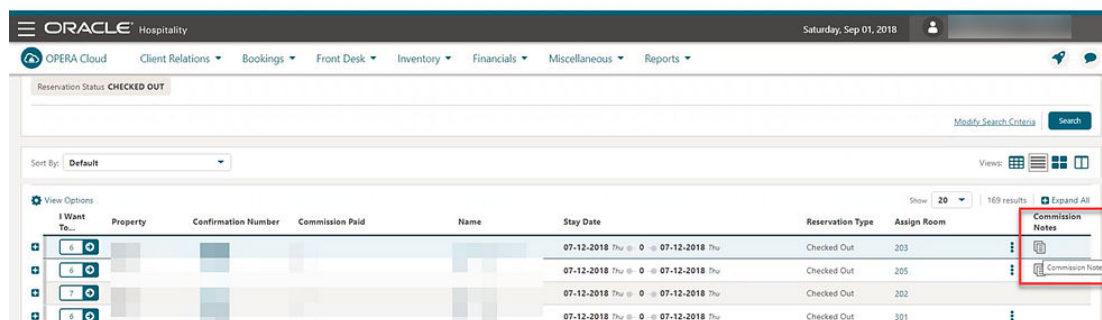 ORACLE Hospitality Saturday, Sep 01, 2018
OPERA Cloud Client Relations Bookings Front Desk Inventory Financials Miscellaneous Reports
Reservation Status CHECKED OUT
Modify Search Criteria Search
Sort By: Default Views:
View Options Show 20 169 results Expand All
I Want To... Property Confirmation Number Commission Paid Name Stay Date Reservation Type Assign Room Commission Notes
6 07-12-2018 Thu 0 07-12-2018 Thu Checked Out 203
6 07-12-2018 Thu 0 07-12-2018 Thu Checked Out 205 Commission Note
7 07-12-2018 Thu 0 07-12-2018 Thu Checked Out 202
6 07-12-2018 Thu 0 07-12-2018 Thu Checked Out 301